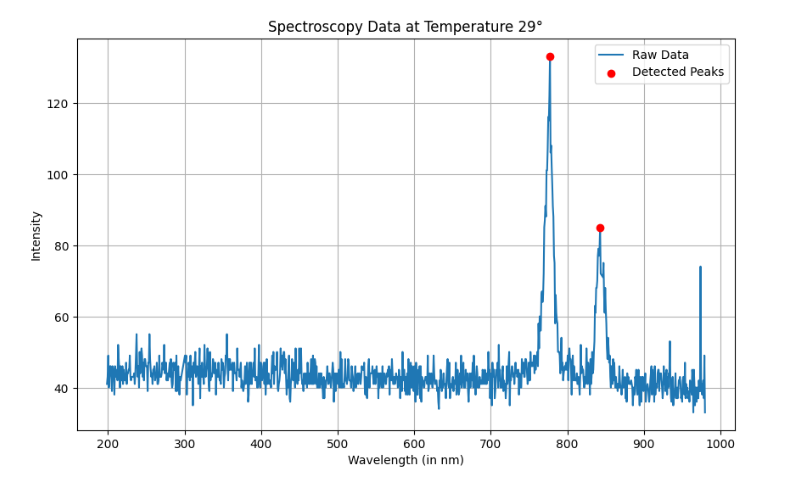 Spectroscopy Data at Temperature 29°
Raw Data
Detected Peaks
120
100
80
60
40
Intensity
200 300 400 500 600 700 800 900 1000
Wavelength (in nm)